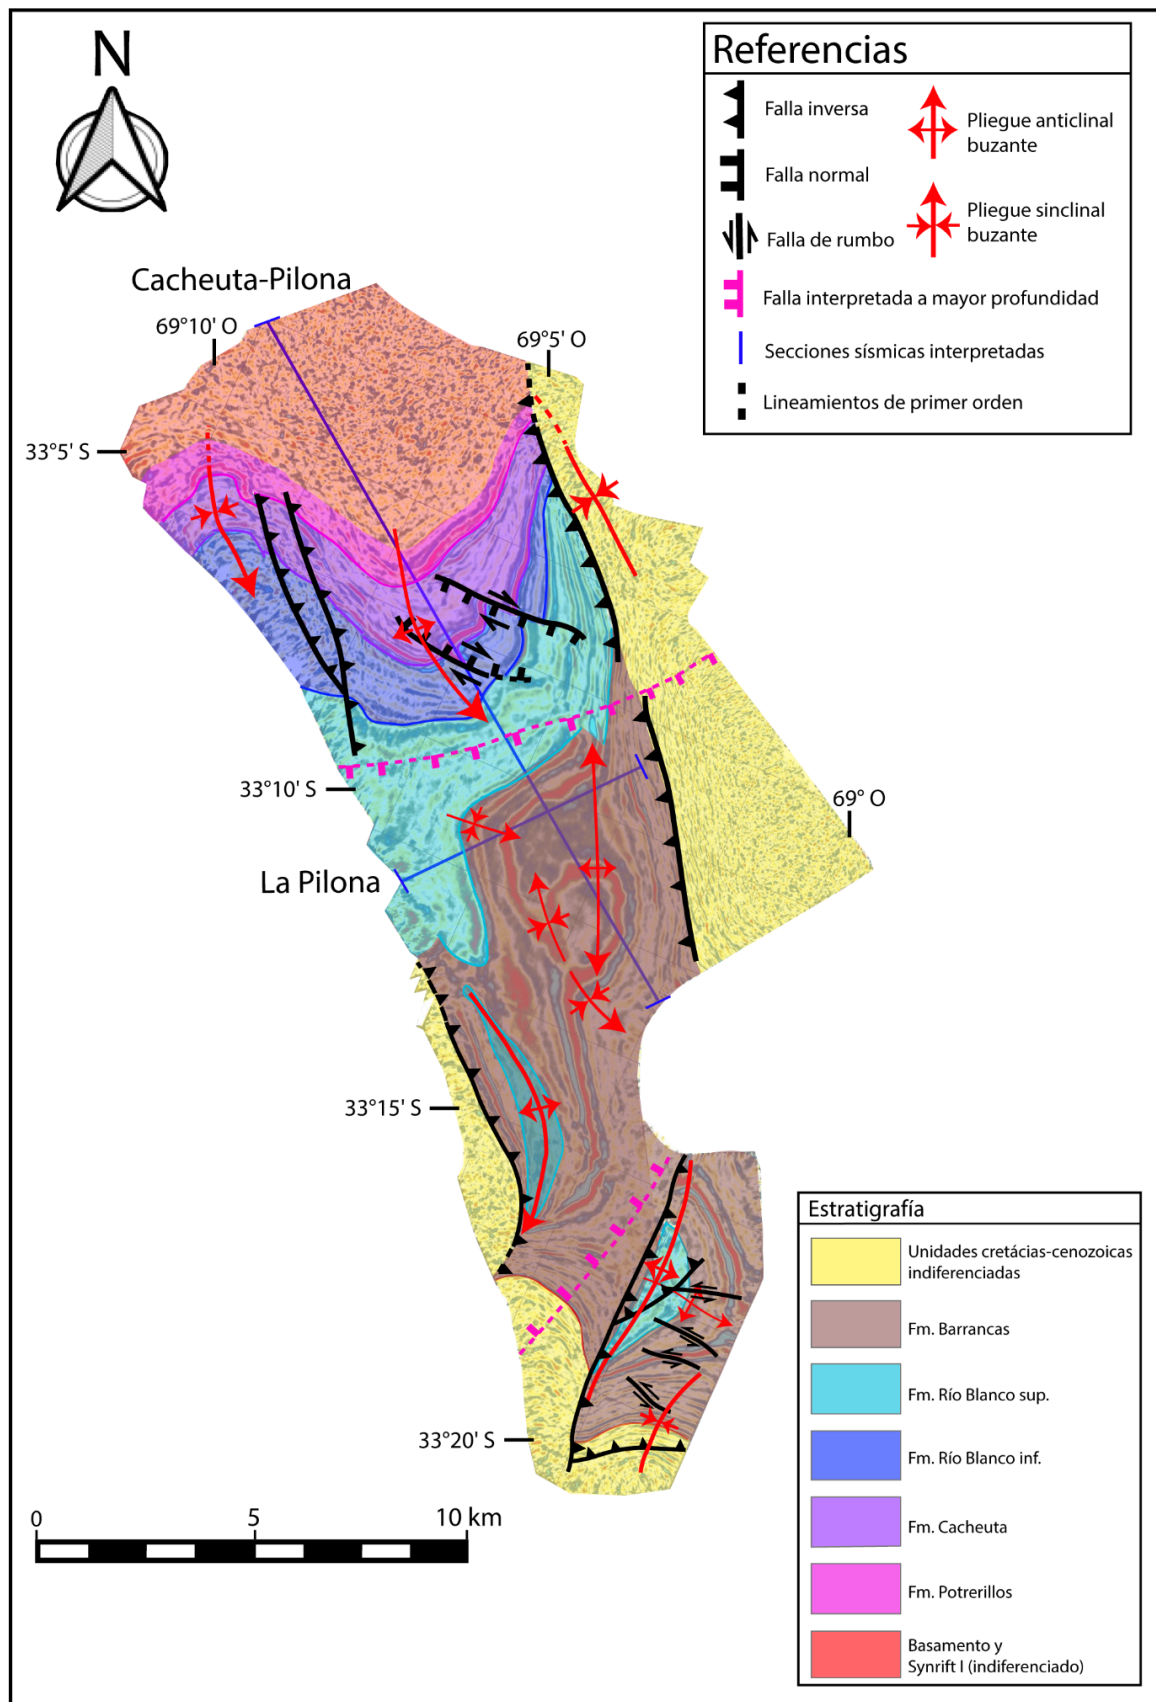 N
Referencias
Falla inversa
Falla normal
Falla de rumbo
Pliegue anticlinal
buzante
Pliegue sinclinal
buzante
Falla interpretada a mayor profundidad
Secciones sísmicas interpretadas
Lineamientos de primer orden
Cacheuta-Pilona
69°10' O
69°5' O
33°5' S
33°10' S
69° O
La Pilona
33°15' S
33°20' S
Estratigrafía
Unidades cretácias-cenozoicas
indiferenciadas
Fm. Barrancas
Fm. Río Blanco sup.
Fm. Río Blanco inf.
Fm. Cacheuta
Fm. Potrerillos
Basamento y
Synrift I (indiferenciado)
0
5
10 km